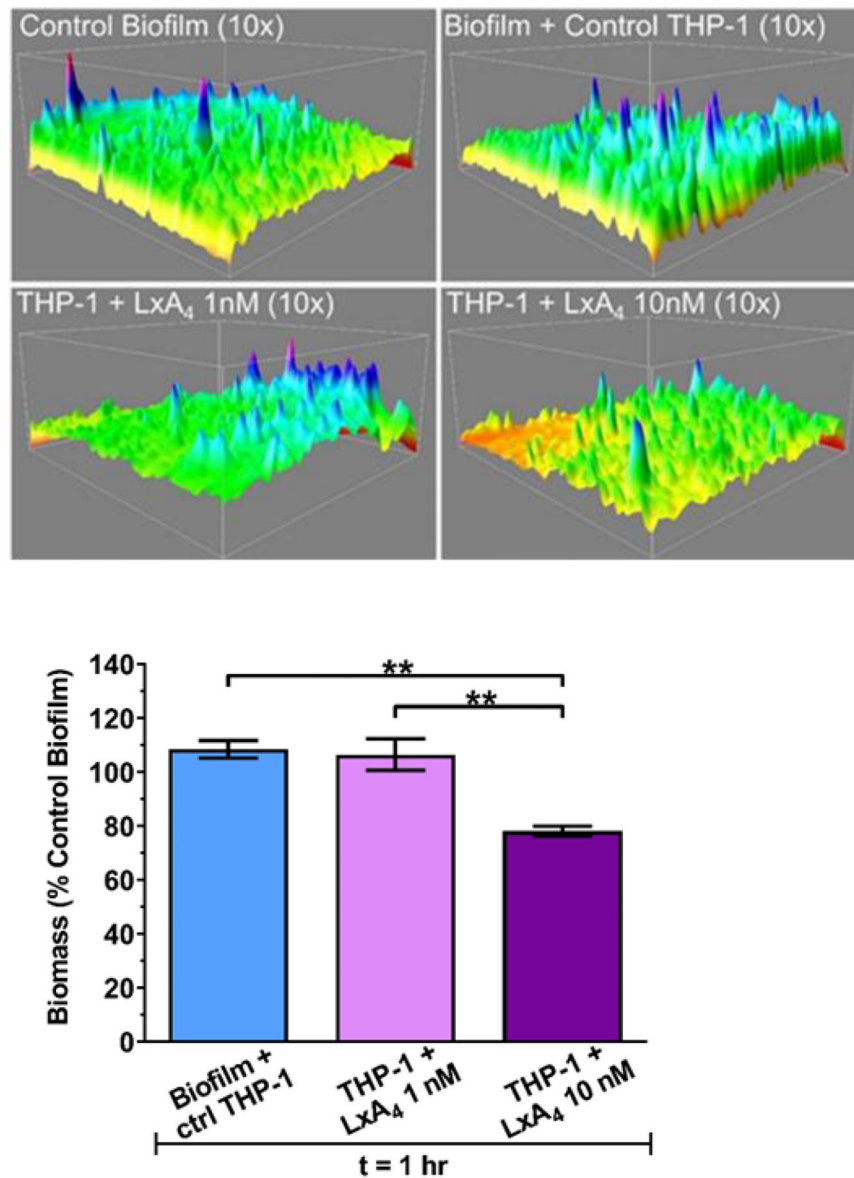 Control Biofilm (10x)
Biofilm + Control THP-1 (10x)
THP-1 + LxA₄ 1nM (10x)
THP-1 + LxA₄ 10nM (10x)
Biomass (% Control Biofilm)
140
120
100
80
60
40
20
0
**
**
Biofilm +
ctrl THP-1
THP-1 +
LxA₄ 1 nM
THP-1 +
LxA₄ 10 nM
t = 1 hr